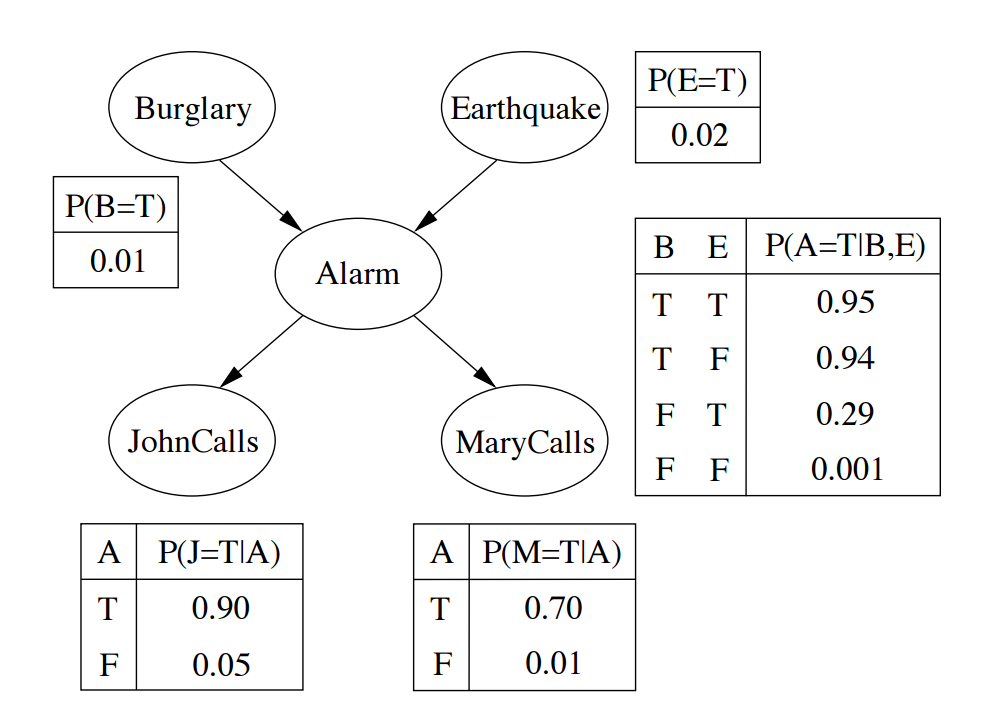 Burglary
Earthquake
P(E=T)
0.02
P(B=T)
0.01
Alarm
B E P(A=T|B,E)
T T 0.95
T F 0.94
F T 0.29
F F 0.001
JohnCalls
MaryCalls
A P(J=T|A)
T 0.90
F 0.05
A P(M=T|A)
T 0.70
F 0.01